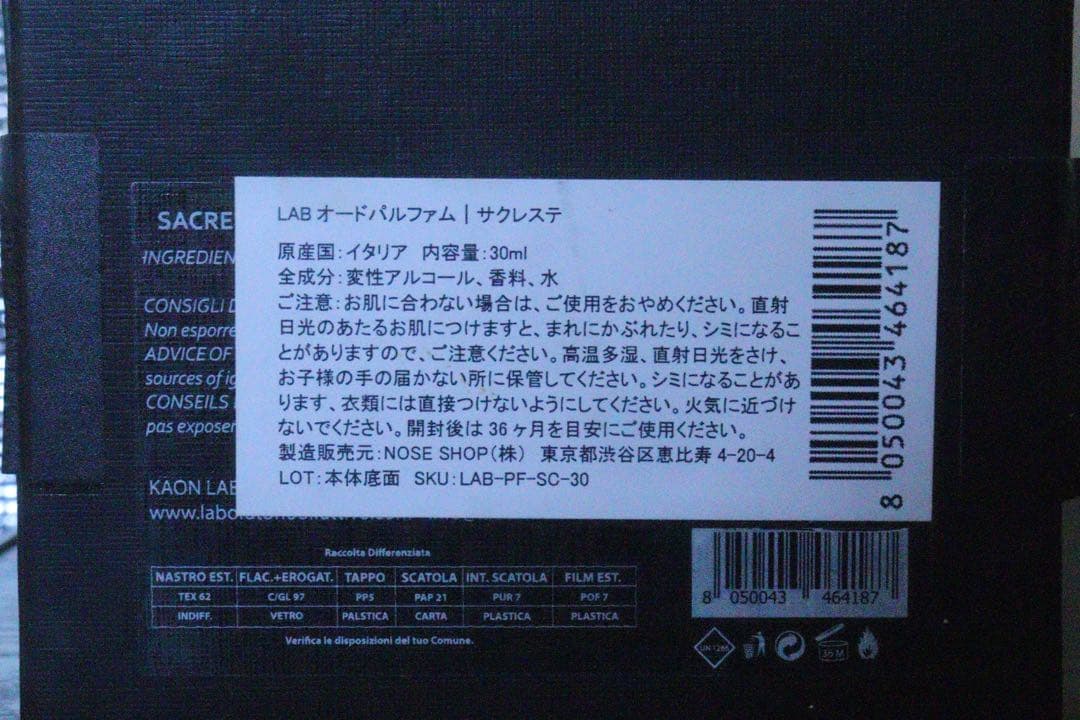 SACRE
INGREDIEN
CONSIGLI D
Non esporre
ADVICE OF
sources of ig
CONSEILS
pas exposer
KAON LAB
LAB オードパルファム | サクレステ
原産国:イタリア 内容量:30ml
全成分:変性アルコール、香料、水
ご注意:お肌に合わない場合は、ご使用をおやめください。直射
日光のあたるお肌につけますと、まれにかぶれたり、シミになるこ
とがありますので、ご注意ください。高温多湿、直射日光をさけ、
お子様の手の届かない所に保管してください。シミになることがあ
ります、衣類には直接つけないようにしてください。火気に近づけ
ないでください。開封後は 36 ヶ月を目安にご使用ください。
製造販売元:NOSE SHOP(株) 東京都渋谷区恵比寿 4-20-4
LOT:本体底面 SKU:LAB-PF-SC-30
8 050043 464187
Raccolta Differenziata
NASTRO EST. FLAC.+EROGAT. TAPPO SCATOLA INT. SCATOLA FILM EST.
TEX 62 C/GL 97 PP5 PAP 21 PUR 7 POF 7
INDIFF. VETRO PALSTICA CARTA PLASTICA PLASTICA
Verifica le disposizioni del tuo Comune.
8 050043 464187
36 M